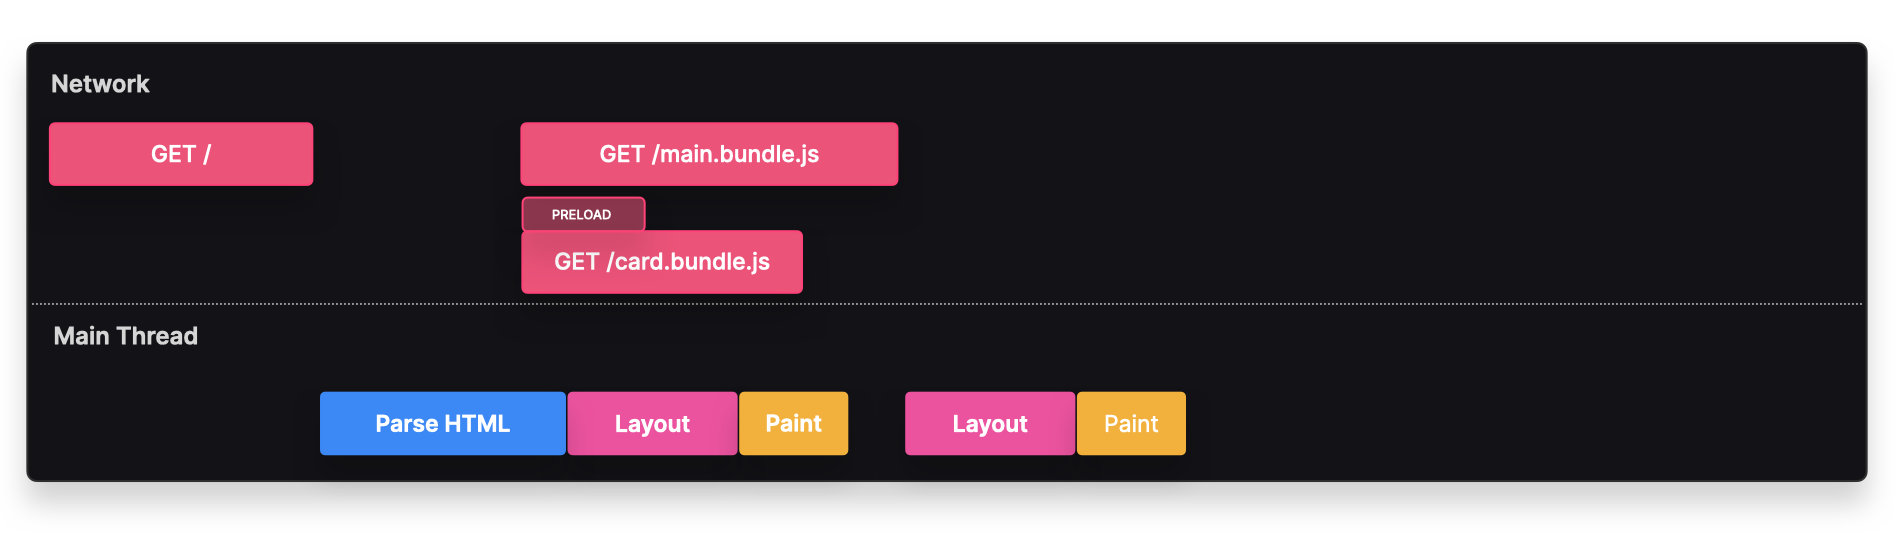 Network
GET /
GET /main.bundle.js
PRELOAD
GET /card.bundle.js
Main Thread
Parse HTML
Layout
Paint
Layout
Paint